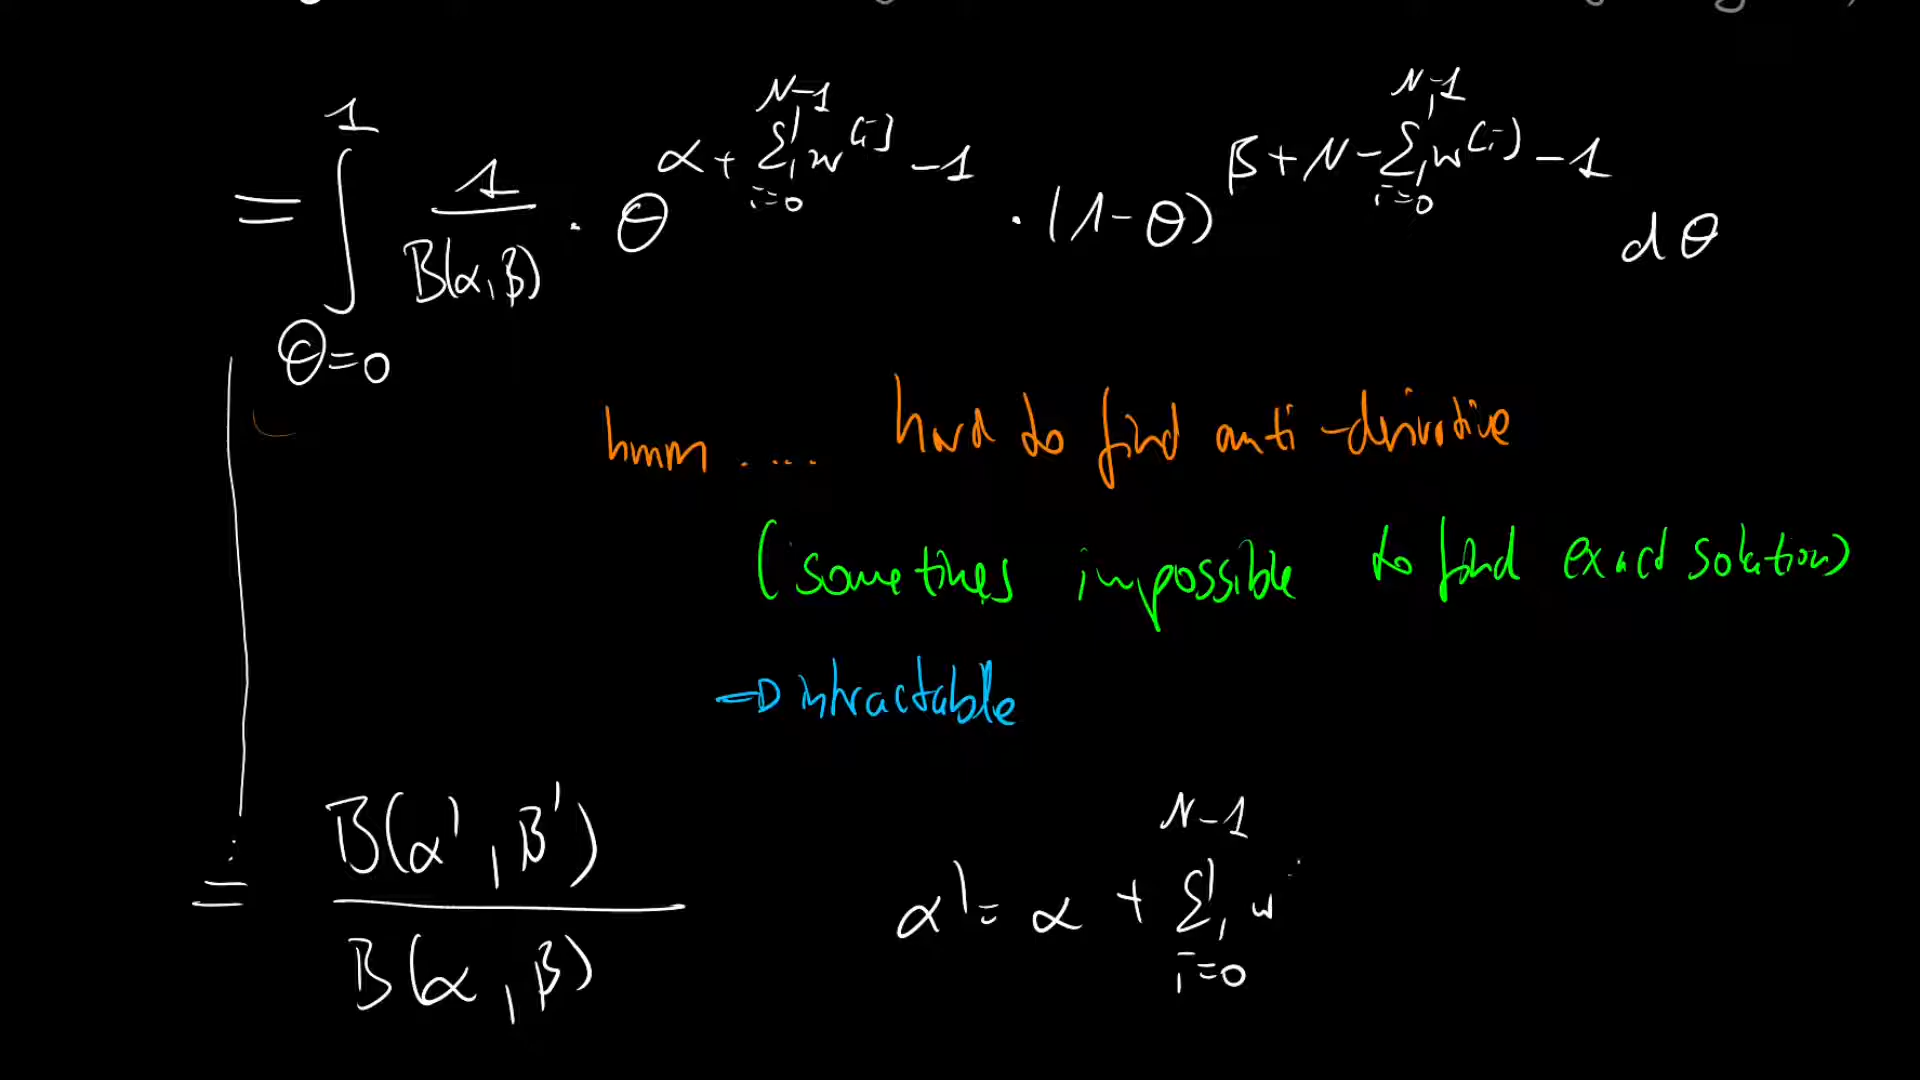 = ∫_{θ=0}^{1} 1/B(α,β) · θ^{α + Σ_{i=0}^{N-1} w^{[i]} - 1} · (1-θ)^{β + N - Σ_{i=0}^{N-1} w^{[i]} - 1} dθ
hmm .... hard to find anti-derivative
(sometimes impossible to find exact solution)
⇒ intractable
= B(α',β') / B(α,β)   α' = α + Σ_{i=0}^{N-1} w